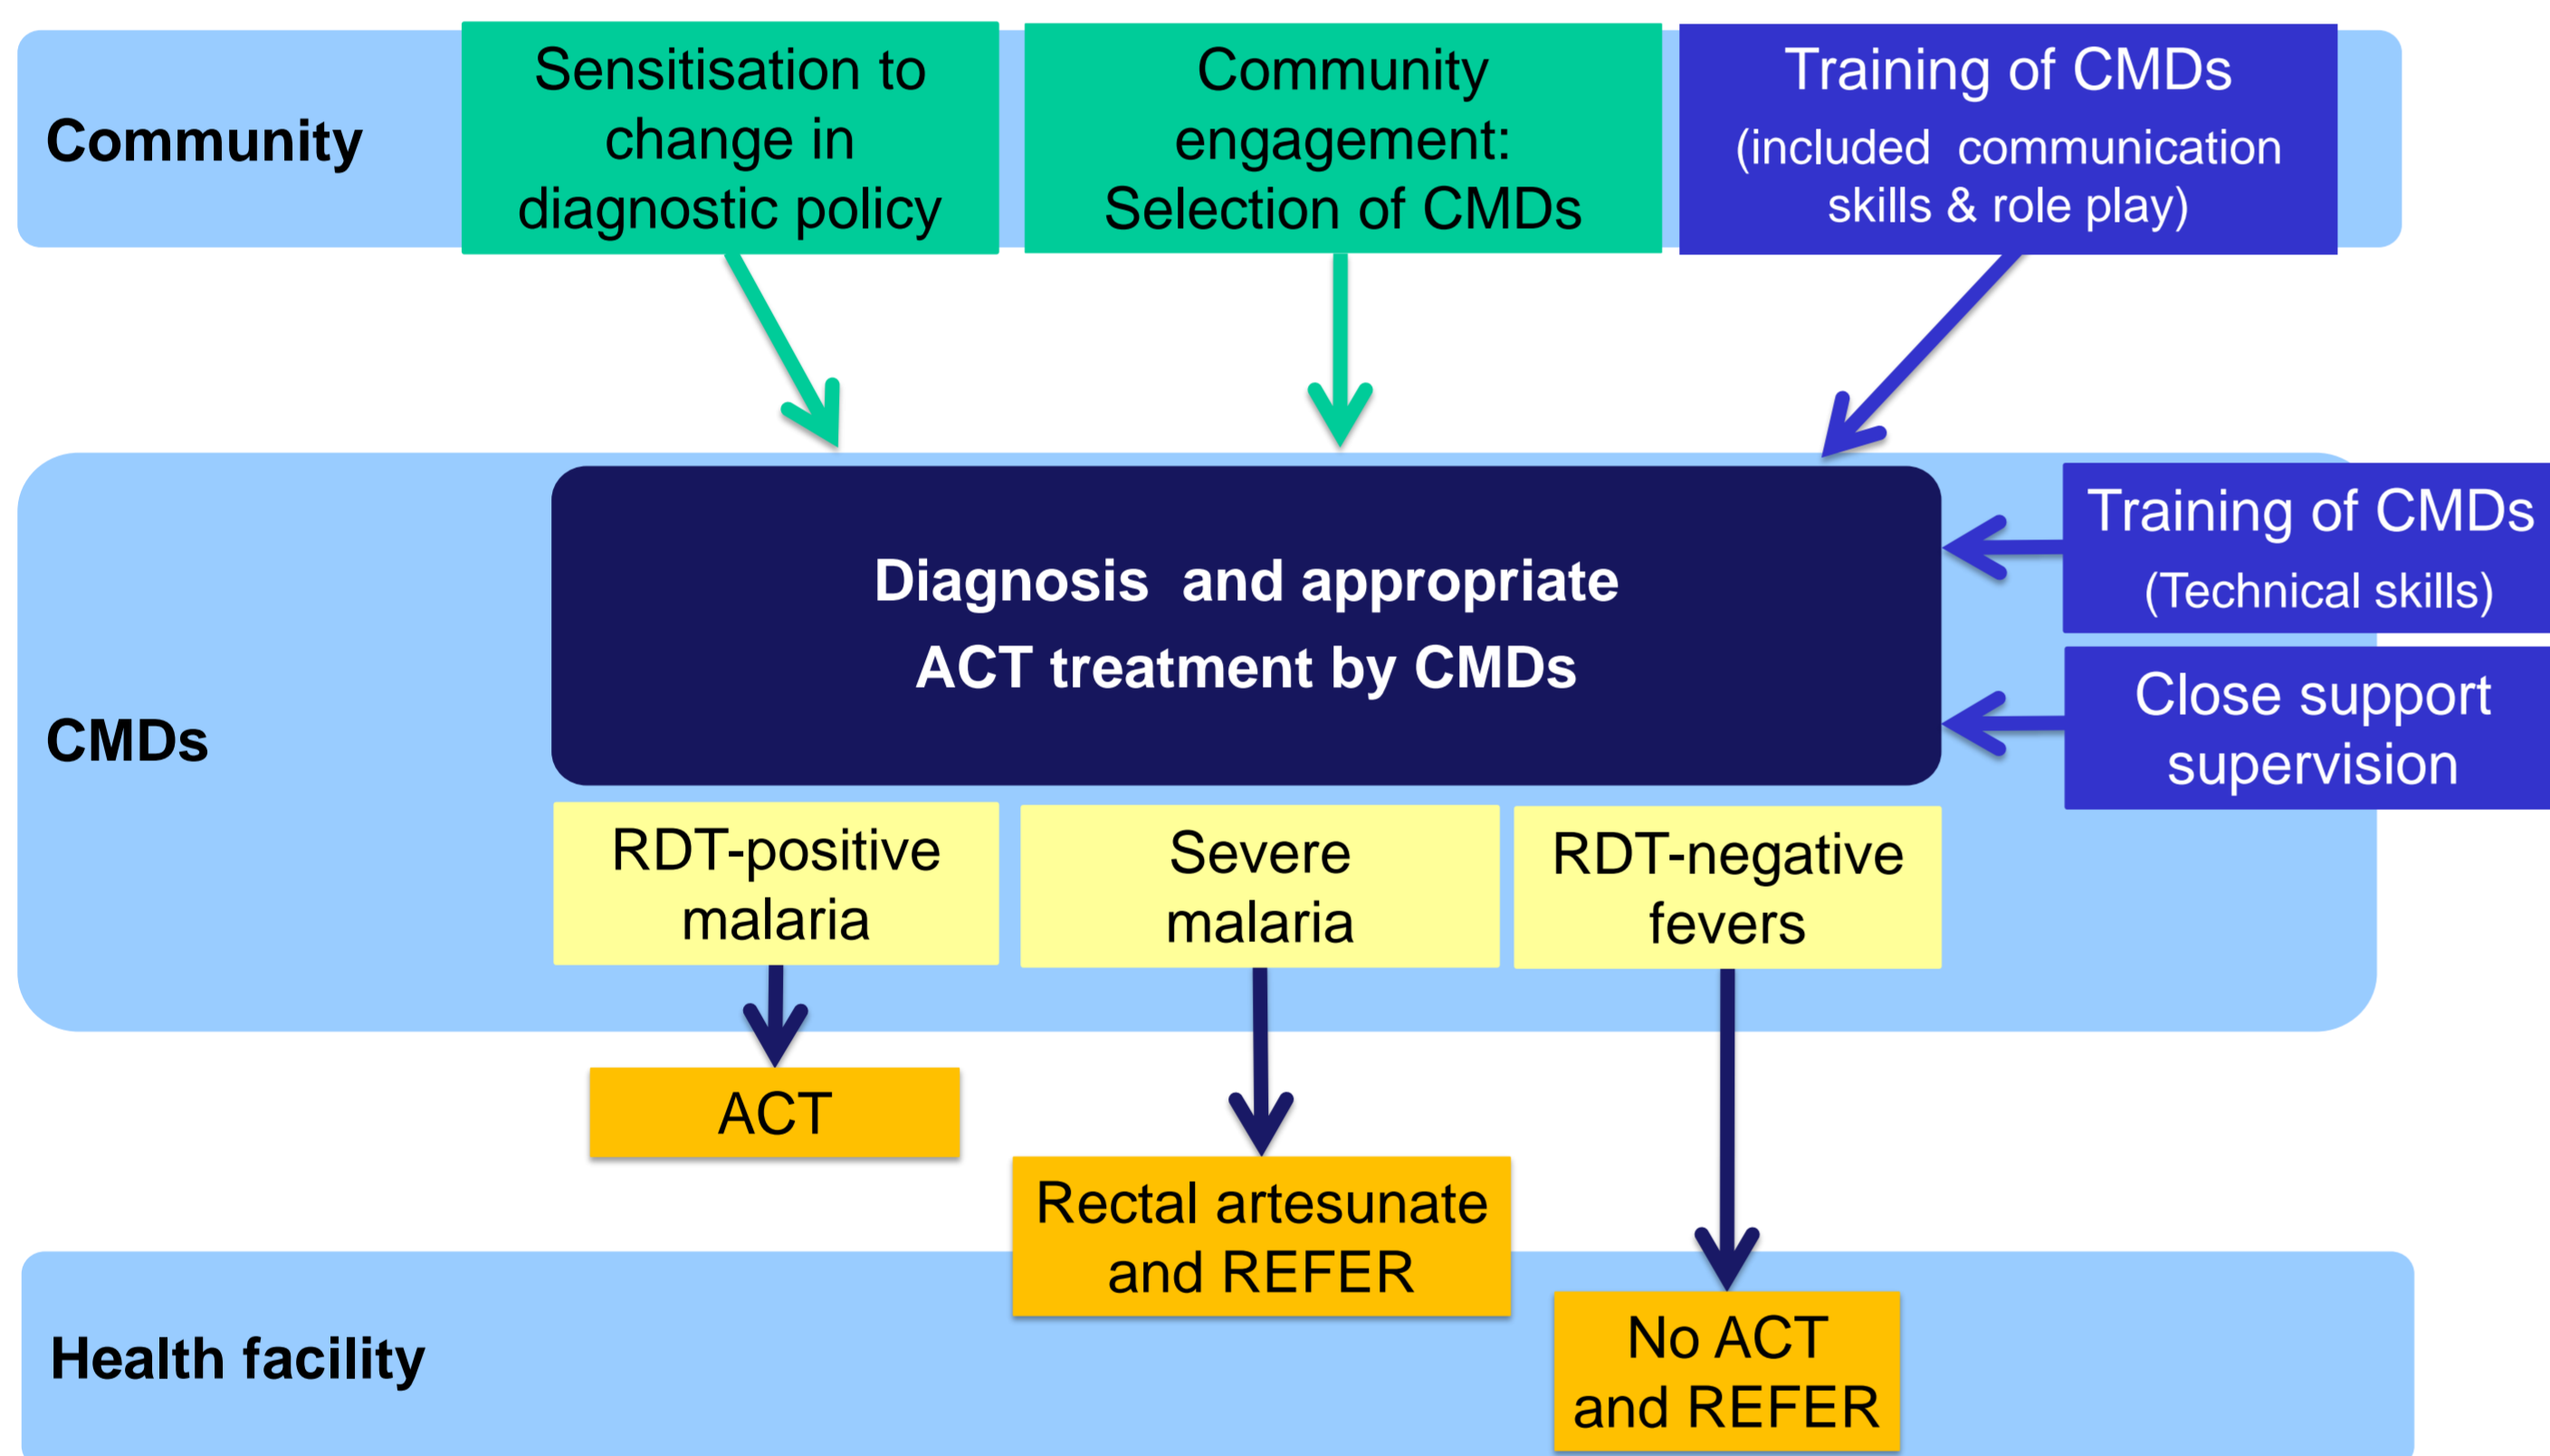 Community
Sensitisation to
change in
diagnostic policy
Community
engagement:
Selection of CMDs
Training of CMDs
(included communication
skills & role play)
CMDs
Diagnosis and appropriate
ACT treatment by CMDs
Training of CMDs
(Technical skills)
Close support
supervision
RDT-positive
malaria
Severe
malaria
RDT-negative
fevers
ACT
Rectal artesunate
and REFER
No ACT
and REFER
Health facility